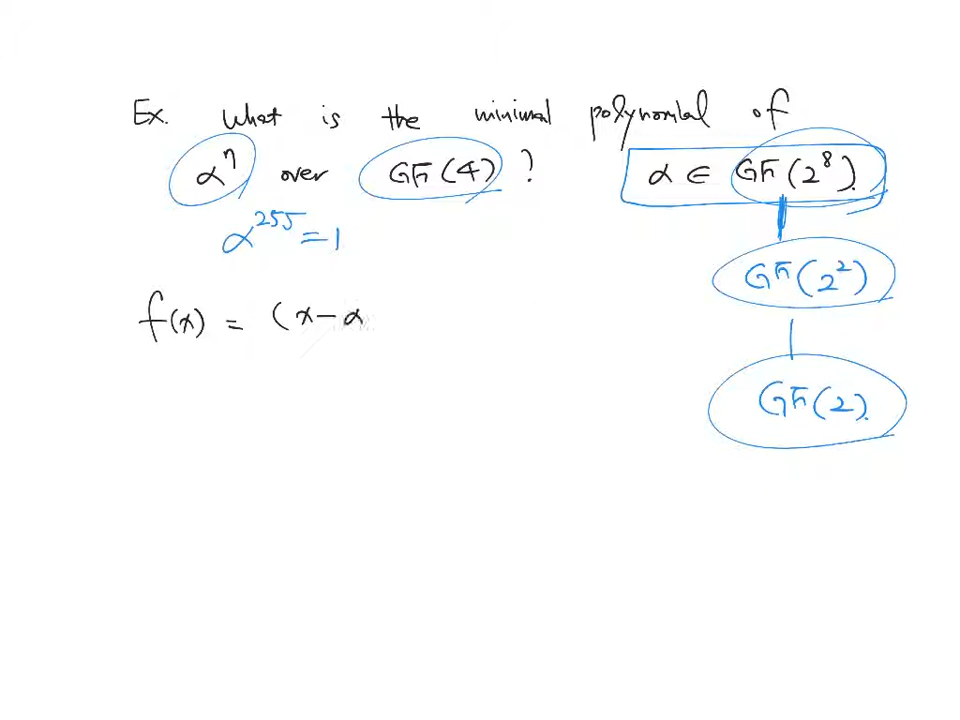 Ex. What is the minimal polynomial of
α⁷ over GF(4)? α ∈ GF(2⁸).
α²⁵⁵ = 1
GF(2²)
f(x) = (x - α
GF(2).